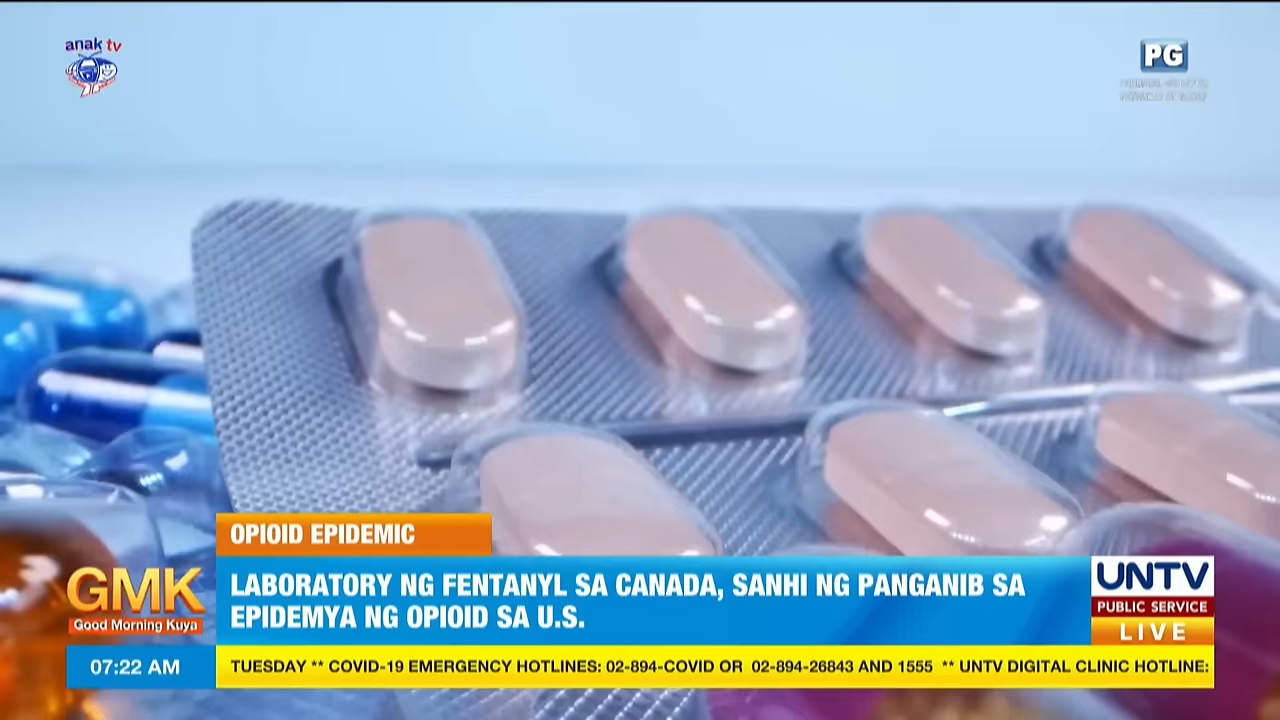 anak tv
PG
OPIOID EPIDEMIC
LABORATORY NG FENTANYL SA CANADA, SANHI NG PANGANIB SA
EPIDEMYA NG OPIOID SA U.S.
GMK
Good Morning Kuya
UNTV
PUBLIC SERVICE
LIVE
07:22 AM
TUESDAY ** COVID-19 EMERGENCY HOTLINES: 02-894-COVID OR 02-894-26843 AND 1555 ** UNTV DIGITAL CLINIC HOTLINE: